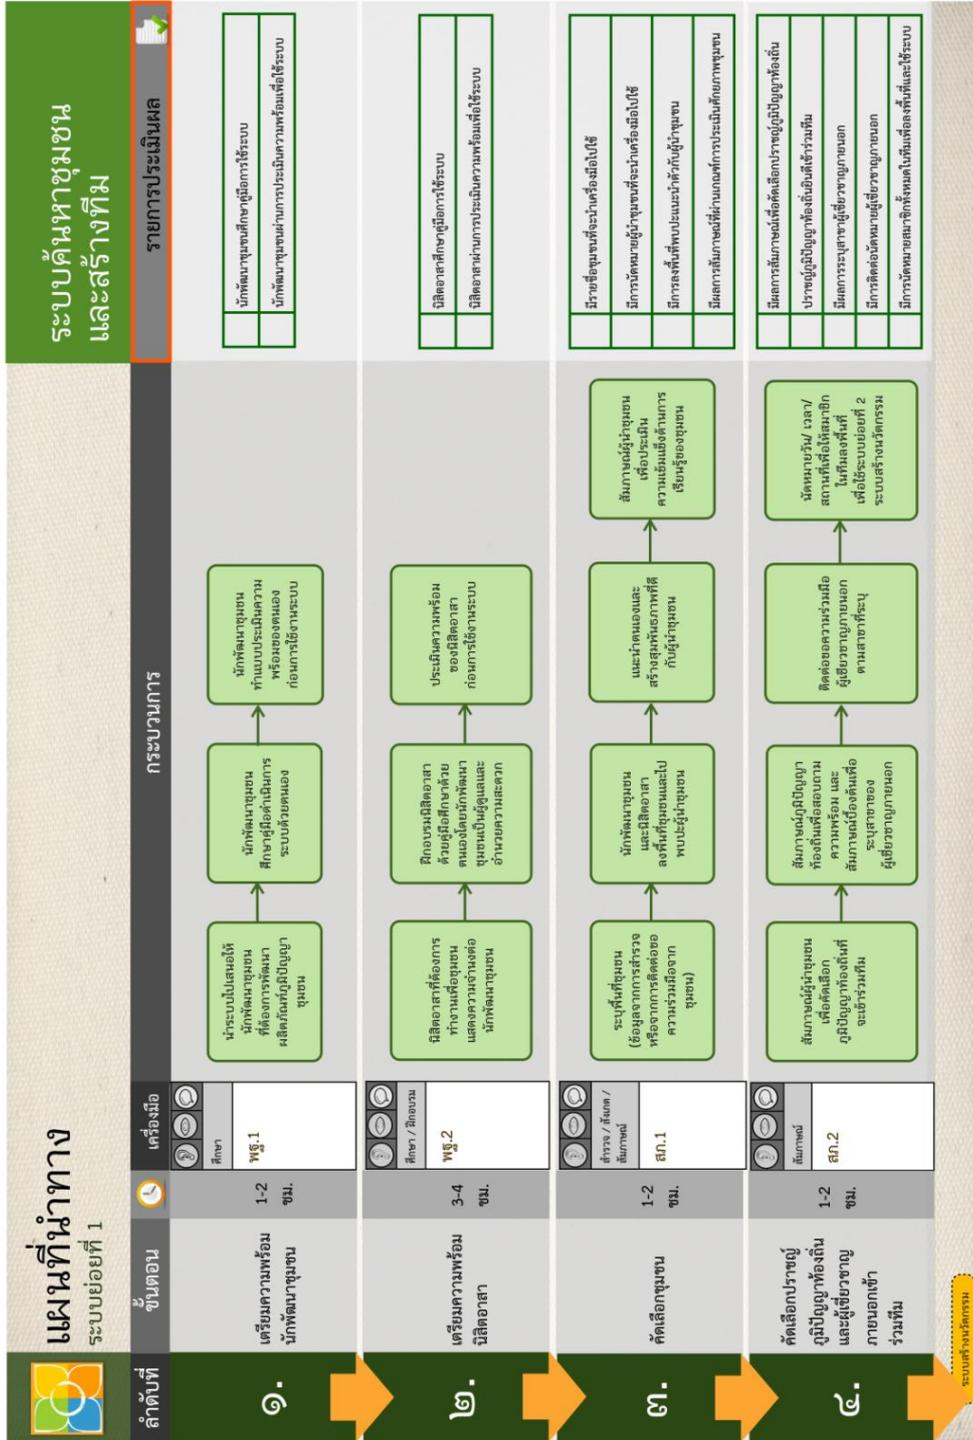 แผนที่นำทาง
ระบบย่อยที่ 1
ระบบค้นหาชุมชน
และสร้างทีม
ลำดับที่
ขั้นตอน
เครื่องมือ
กระบวนการ
รายการประเมินผล
๑.
เตรียมความพร้อม
นักพัฒนาชุมชน
1-2
ชม.
ศึกษา
พฐ.1
นำระบบไปเสนอให้
นักพัฒนาชุมชน
ที่ต้องการพัฒนา
ผลิตภัณฑ์ภูมิปัญญา
ชุมชน
นักพัฒนาชุมชน
ศึกษาคู่มือดำเนินการ
ระบบด้วยตนเอง
นักพัฒนาชุมชน
ทำแบบประเมินความ
พร้อมของตนเอง
ก่อนการใช้งานระบบ
นักพัฒนาชุมชนศึกษาคู่มือการใช้ระบบ
นักพัฒนาชุมชนผ่านการประเมินความพร้อมเพื่อใช้ระบบ
๒.
เตรียมความพร้อม
นิสิตอาสา
3-4
ชม.
ศึกษา / ฝึกอบรม
พฐ.2
นิสิตอาสาที่ต้องการ
ทำงานเพื่อชุมชน
แสดงความจำนงต่อ
นักพัฒนาชุมชน
ฝึกอบรมนิสิตอาสา
ด้วยคู่มือศึกษาด้วย
ตนเองโดยนักพัฒนา
ชุมชนเป็นผู้ดูแลและ
อำนวยความสะดวก
ประเมินความพร้อม
ของนิสิตอาสา
ก่อนการใช้งานระบบ
นิสิตอาสาศึกษาคู่มือการใช้ระบบ
นิสิตอาสาผ่านการประเมินความพร้อมเพื่อใช้ระบบ
๓.
คัดเลือกชุมชน
1-2
ชม.
สำรวจ / สังเกต /
สัมภาษณ์
สภ.1
ระบุพื้นที่ชุมชน
(ข้อมูลจากการสำรวจ
หรือจากการติดต่อขอ
ความร่วมมือจาก
ชุมชน)
นักพัฒนาชุมชน
และนิสิตอาสา
ลงพื้นที่ชุมชนและไป
พบปะผู้นำชุมชน
แนะนำตนเองและ
สร้างสัมพันธภาพที่ดี
กับผู้นำชุมชน
สัมภาษณ์ผู้นำชุมชน
เพื่อประเมิน
ความเข้มแข็งด้านการ
เรียนรู้ของชุมชน
มีรายชื่อชุมชนที่จะนำเครื่องมือไปใช้
มีการนัดหมายผู้นำชุมชนที่จะนำเครื่องมือไปใช้
มีการลงพื้นที่พบปะแนะนำตัวกับผู้นำชุมชน
มีผลการสัมภาษณ์ที่ผ่านเกณฑ์การประเมินศักยภาพชุมชน
๔.
คัดเลือกปราชญ์
ภูมิปัญญาท้องถิ่น
และผู้เชี่ยวชาญ
ภายนอกเข้า
ร่วมทีม
1-2
ชม.
สัมภาษณ์
สภ.2
สัมภาษณ์ผู้นำชุมชน
เพื่อคัดเลือก
ภูมิปัญญาท้องถิ่นที่
จะเข้าร่วมทีม
สัมภาษณ์ภูมิปัญญา
ท้องถิ่นเพื่อสอบถาม
ความพร้อม และ
สัมภาษณ์เบื้องต้นเพื่อ
ระบุสาขาของ
ผู้เชี่ยวชาญภายนอก
ติดต่อขอความร่วมมือ
ผู้เชี่ยวชาญภายนอก
ตามสาขาที่ระบุ
นัดหมายวัน/ เวลา/
สถานที่เพื่อให้สมาชิก
ในทีมลงพื้นที่
เพื่อใช้ระบบย่อยที่ 2
ระบบสร้างนวัตกรรม
มีผลการสัมภาษณ์เพื่อคัดเลือกปราชญ์ภูมิปัญญาท้องถิ่น
ปราชญ์ภูมิปัญญาท้องถิ่นยินดีเข้าร่วมทีม
มีผลการระบุสาขาผู้เชี่ยวชาญภายนอก
มีการติดต่อนัดหมายผู้เชี่ยวชาญภายนอก
มีการนัดหมายสมาชิกทั้งหมดในทีมเพื่อลงพื้นที่และใช้ระบบ
ระบบสร้างนวัตกรรม